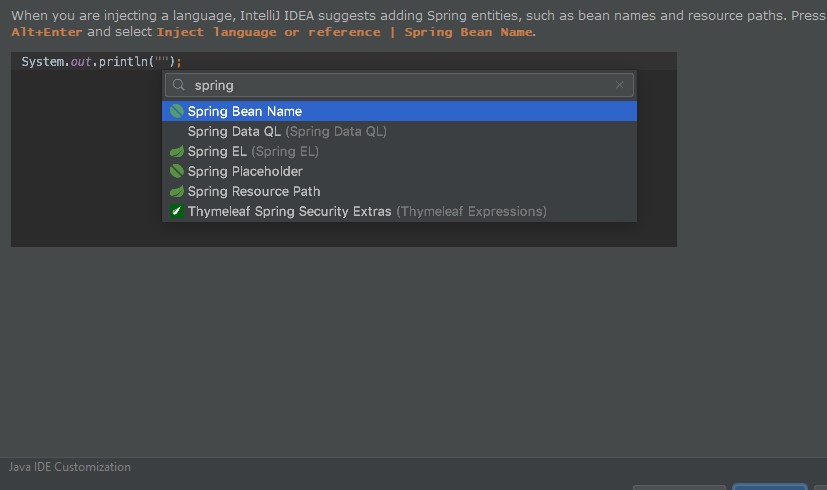 When you are injecting a language, IntelliJ IDEA suggests adding Spring entities, such as bean names and resource paths. Press
Alt+Enter and select Inject language or reference | Spring Bean Name.
System.out.println("");
spring
Spring Bean Name
Spring Data QL (Spring Data QL)
Spring EL (Spring EL)
Spring Placeholder
Spring Resource Path
Thymeleaf Spring Security Extras (Thymeleaf Expressions)
Java IDE Customization